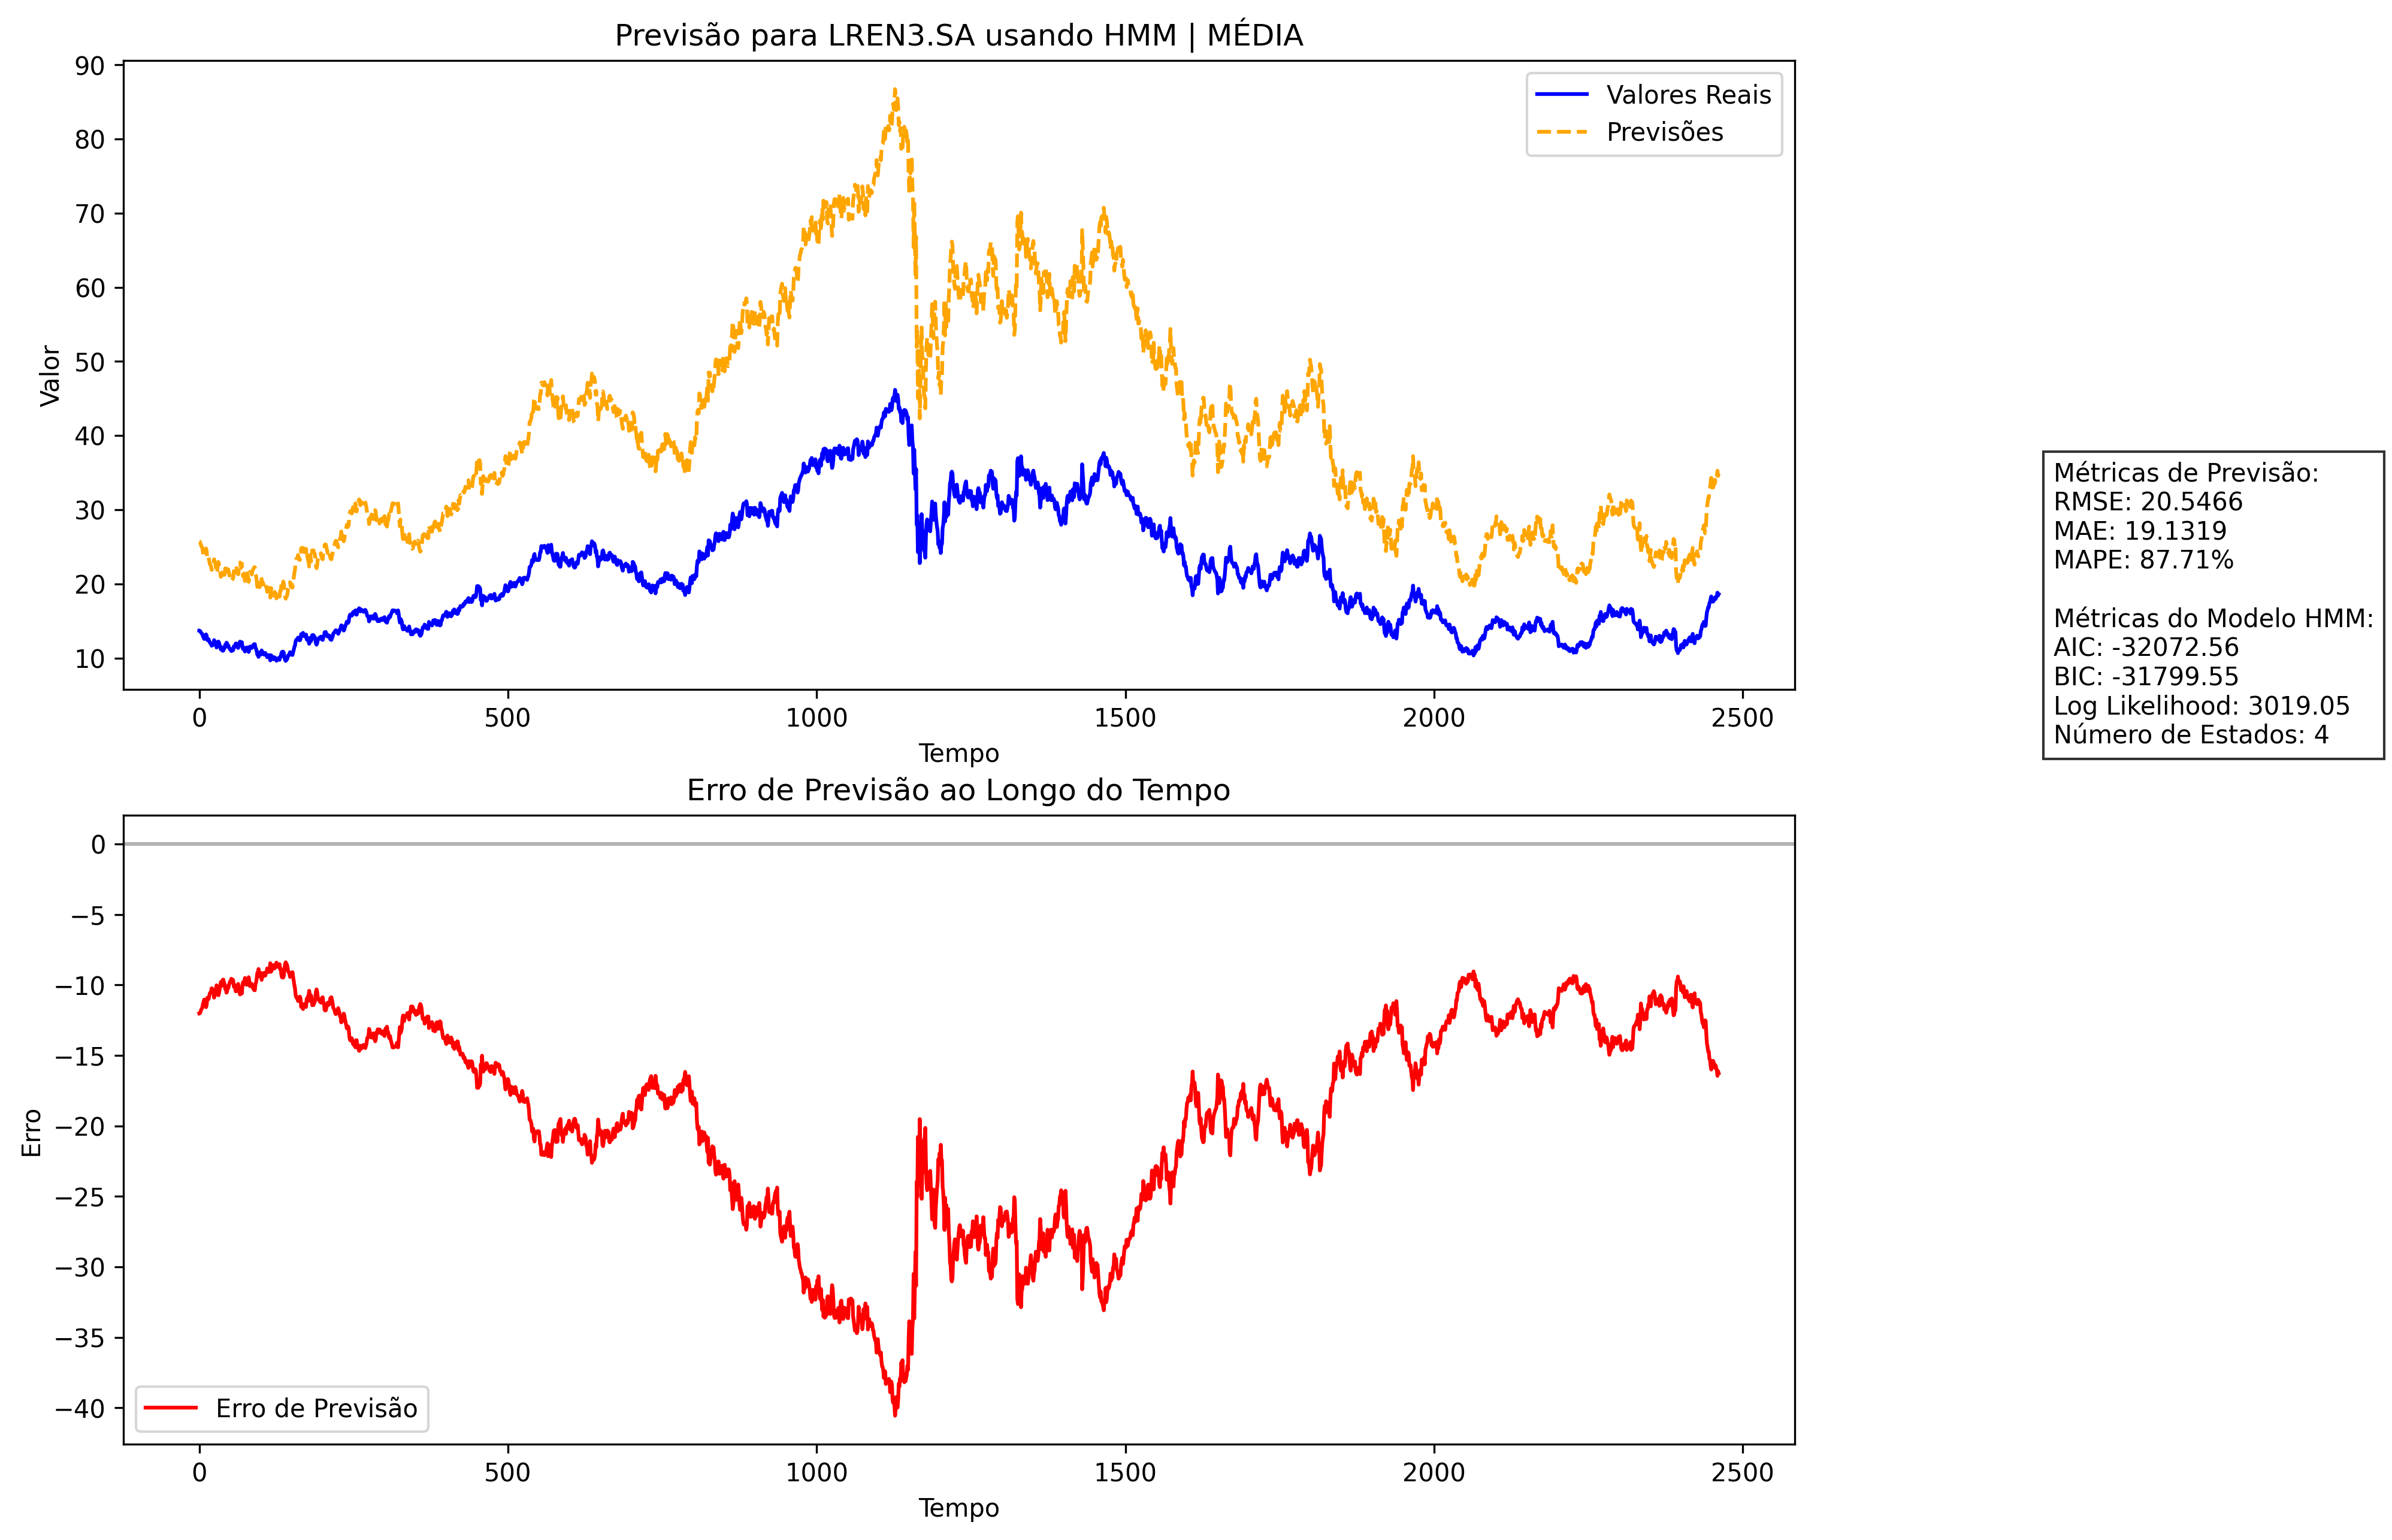 Previsão para LREN3.SA usando HMM | MÉDIA
Valor
90
80
70
60
50
40
30
20
10
Valores Reais
Previsões
0 500 1000 1500 2000 2500
Tempo
Métricas de Previsão:
RMSE: 20.5466
MAE: 19.1319
MAPE: 87.71%
Métricas do Modelo HMM:
AIC: -32072.56
BIC: -31799.55
Log Likelihood: 3019.05
Número de Estados: 4
Erro de Previsão ao Longo do Tempo
Erro
0
−5
−10
−15
−20
−25
−30
−35
−40
Erro de Previsão
0 500 1000 1500 2000 2500
Tempo